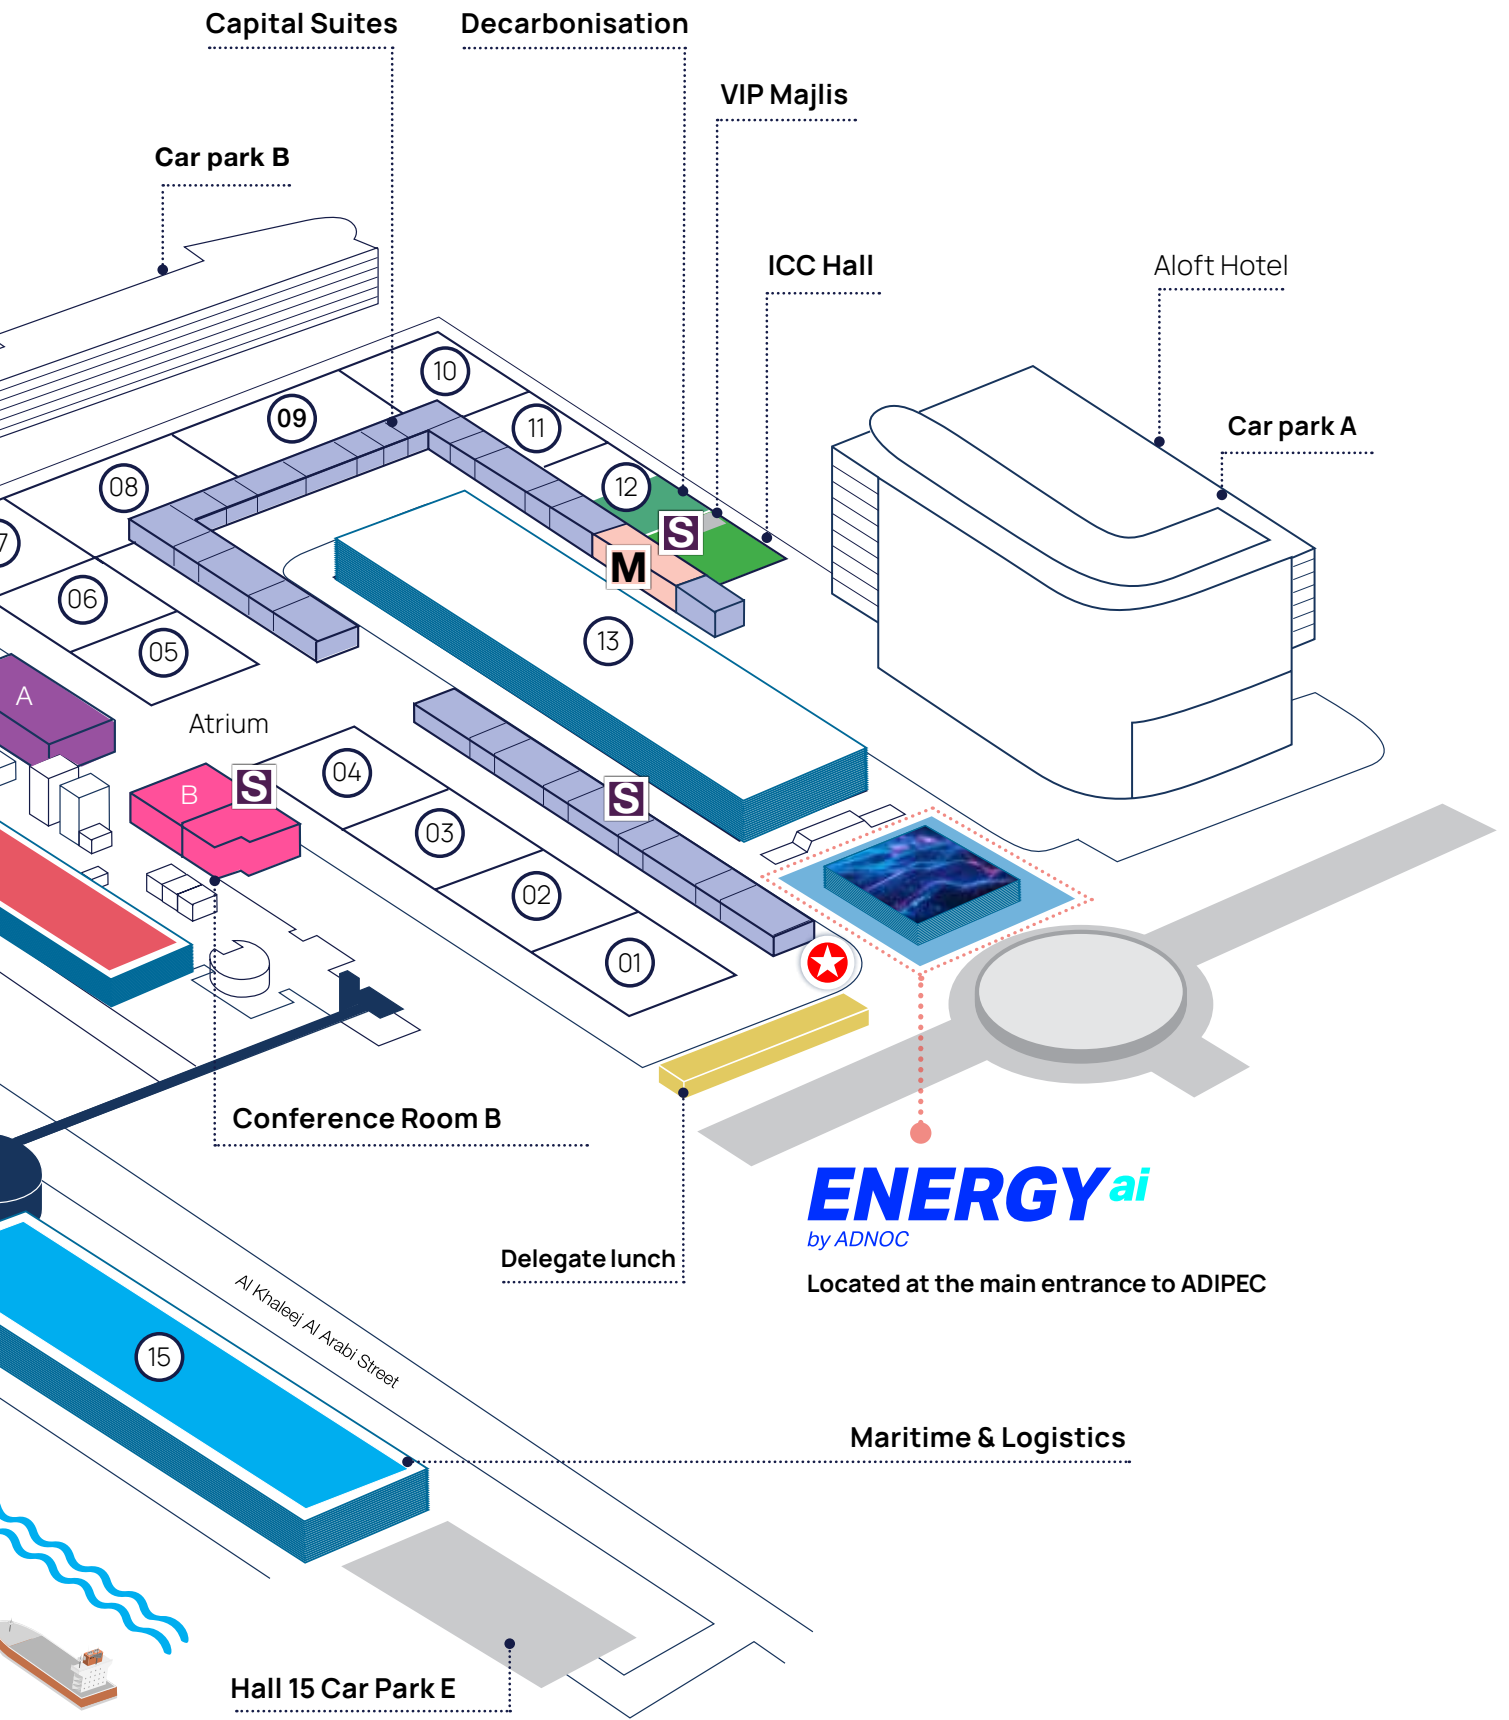 Capital Suites
Decarbonisation
VIP Majlis
Car park B
ICC Hall
Aloft Hotel
Car park A
10
09
11
08
12
S
7
M
06
13
05
A
Atrium
04
B
S
S
03
02
01
Conference Room B
ENERGY ai
by ADNOC
Located at the main entrance to ADIPEC
Delegate lunch
Al Khaleej Al Arabi Street
15
Maritime & Logistics
Hall 15 Car Park E